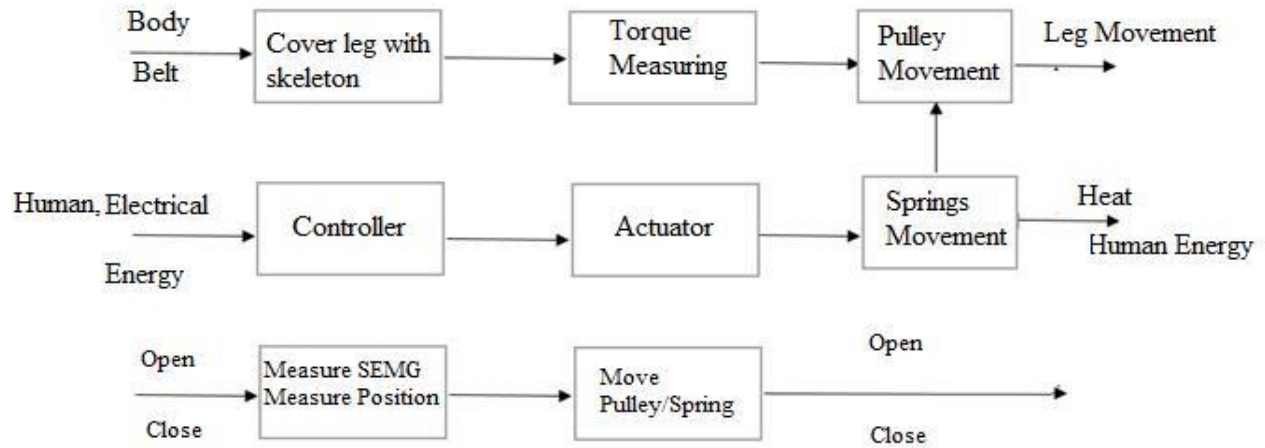 Body
Belt
Cover leg with
skeleton
Torque
Measuring
Pulley
Movement
Leg Movement
Human, Electrical
Energy
Controller
Actuator
Springs
Movement
Heat
Human Energy
Open
Close
Measure SEMG
Measure Position
Move
Pulley/Spring
Open
Close